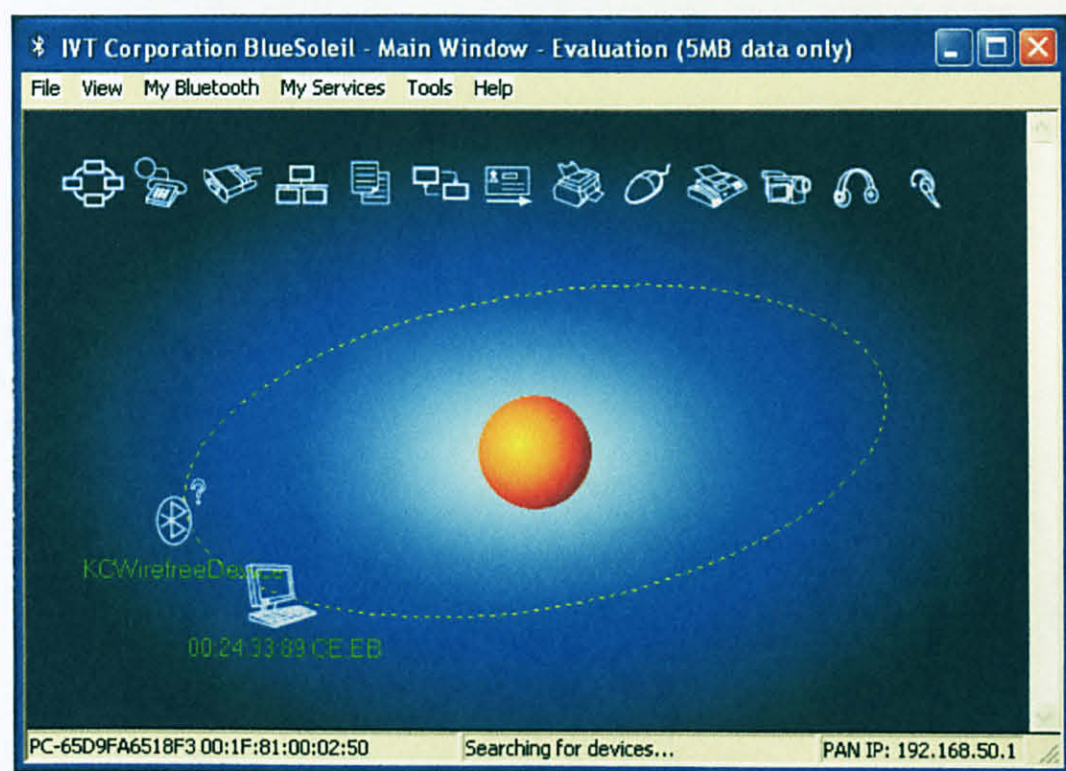 IVT Corporation BlueSoleil - Main Window - Evaluation (5MB data only)
File View My Bluetooth My Services Tools Help
KCWirefreeDevice
00:24:33:89:CE:EB
PC-65D9FA6518F3 00:1F:81:00:02:50 Searching for devices... PAN IP: 192.168.50.1